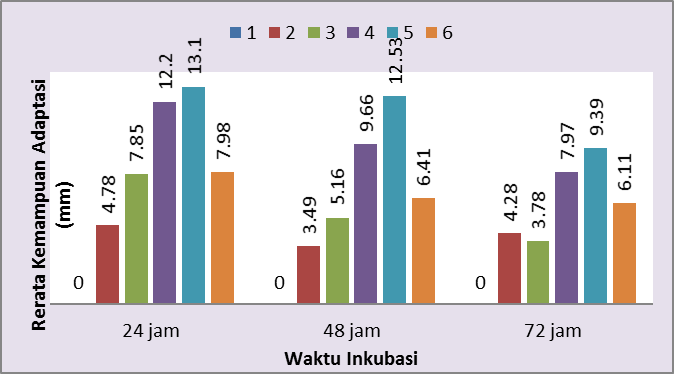 1 2 3 4 5 6
Rerata Kemampuan Adaptasi
(mm)
0 4.78 7.85 12.2 13.1 7.98
0 3.49 5.16 9.66 12.53 6.41
0 4.28 3.78 7.97 9.39 6.11
24 jam 48 jam 72 jam
Waktu Inkubasi